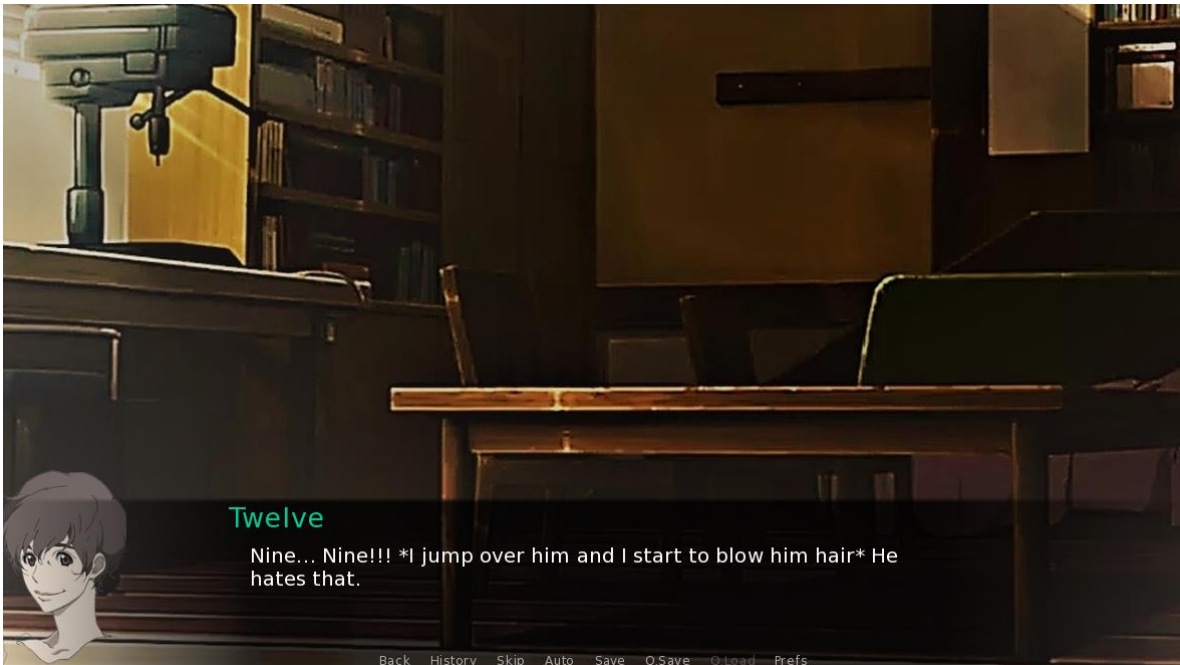 Twelve
Nine... Nine!!! *I jump over him and I start to blow him hair* He
hates that.
Back History Skip Auto Save Q.Save Q.Load Prefs